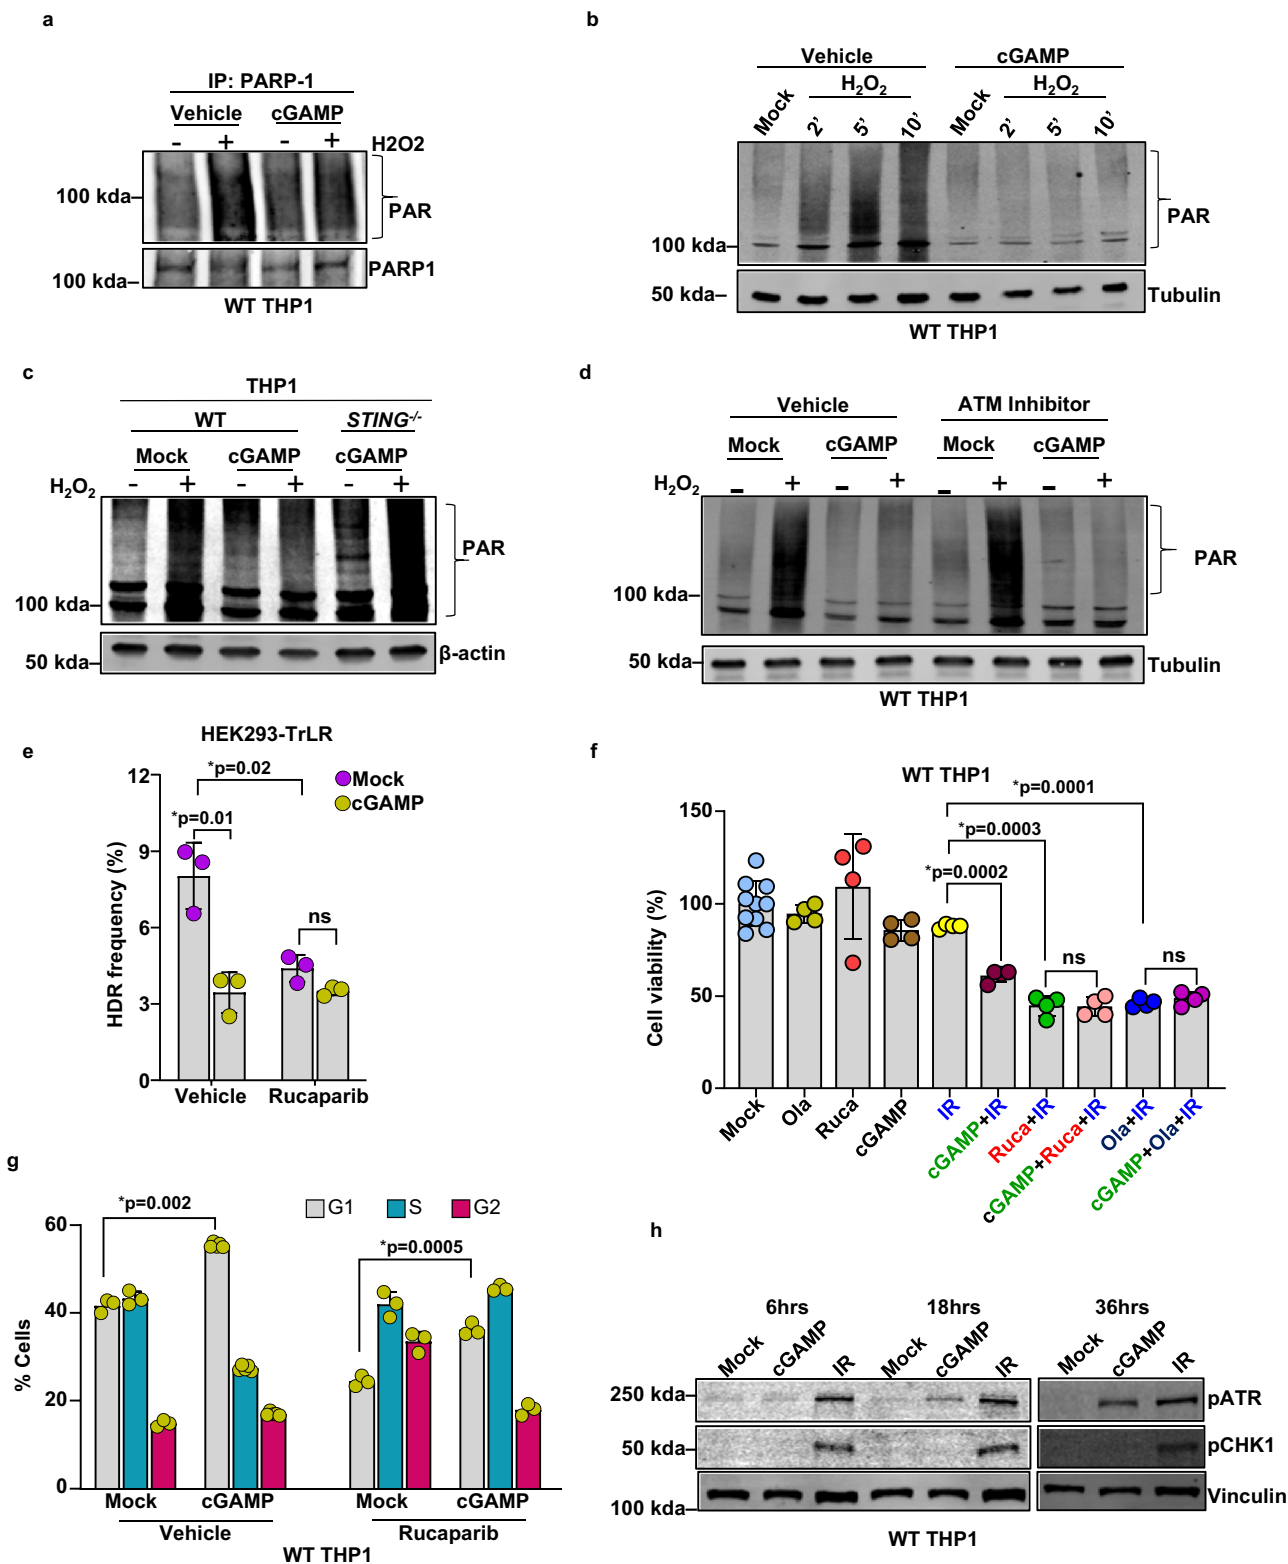 a
IP: PARP-1
Vehicle cGAMP
- + - + H2O2
100 kda
PAR
100 kda
PARP1
WT THP1
b
Vehicle cGAMP
H₂O₂ H₂O₂
Mock 2' 5' 10' Mock 2' 5' 10'
PAR
100 kda
50 kda
Tubulin
WT THP1
c
THP1
WT STING-/-
Mock cGAMP cGAMP
H₂O₂ - + - + - +
PAR
100 kda
50 kda
β-actin
d
Vehicle ATM Inhibitor
Mock cGAMP Mock cGAMP
H₂O₂ - + - + - + - +
PAR
100 kda
50 kda
Tubulin
WT THP1
e
HEK293-TrLR
*p=0.02
*p=0.01
ns
Mock
cGAMP
HDR frequency (%)
12
9
6
3
0
Vehicle Rucaparib
f
WT THP1
*p=0.0001
*p=0.0003
*p=0.0002
ns ns
Cell viability (%)
150
100
50
0
Mock Ola Ruca cGAMP IR cGAMP+IR Ruca+IR cGAMP+Ruca+IR Ola+IR cGAMP+Ola+IR
g
G1 S G2
*p=0.002
*p=0.0005
% Cells
60
40
20
0
Mock cGAMP Mock cGAMP
Vehicle Rucaparib
WT THP1
h
6hrs 18hrs 36hrs
Mock cGAMP IR Mock cGAMP IR Mock cGAMP IR
250 kda
pATR
50 kda
pCHK1
100 kda
Vinculin
WT THP1